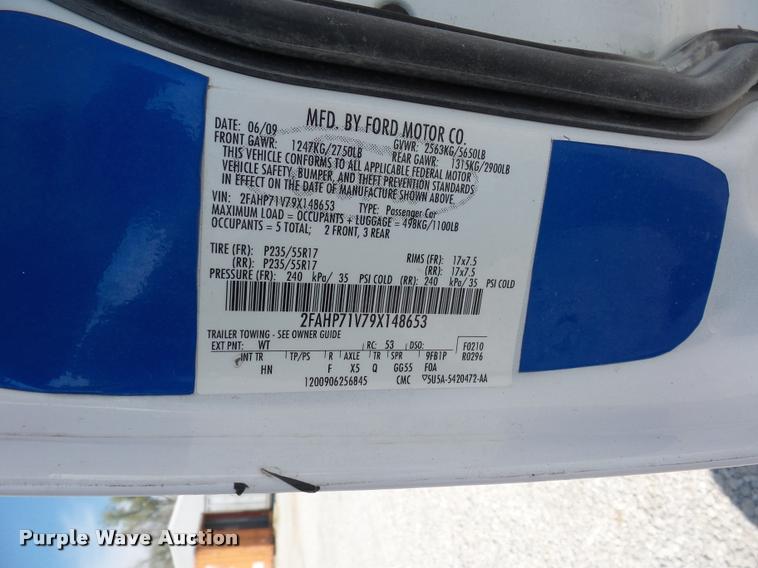 MFD. BY FORD MOTOR CO.
DATE: 06/09 GVWR: 2563KG/5650LB
FRONT GAWR: 1247KG/2750LB REAR GAWR: 1315KG/2900LB
THIS VEHICLE CONFORMS TO ALL APPLICABLE FEDERAL MOTOR
VEHICLE SAFETY, BUMPER, AND THEFT PREVENTION STANDARDS
IN EFFECT ON THE DATE OF MANUFACTURE SHOWN ABOVE.
VIN: 2FAHP71V79X148653 TYPE: Passenger Car
MAXIMUM LOAD = OCCUPANTS + LUGGAGE = 498KG/1100LB
OCCUPANTS = 5 TOTAL; 2 FRONT, 3 REAR
TIRE (FR): P235/55R17 RIMS (FR): 17x7.5
(RR): P235/55R17 (RR): 17x7.5
PRESSURE (FR): 240 kPa/ 35 PSI COLD (RR): 240 kPa/ 35 PSI COLD
2FAHP71V79X148653
TRAILER TOWING - SEE OWNER GUIDE
EXT PNT: WT RC: 53 DSO: F0210
INT TR TP/PS R AXLE TR SPR 9FB1P R0296
HN F X5 Q GG55 F0A
1200906256845 CMC 5U5A-5420472-AA
Purple Wave Auction